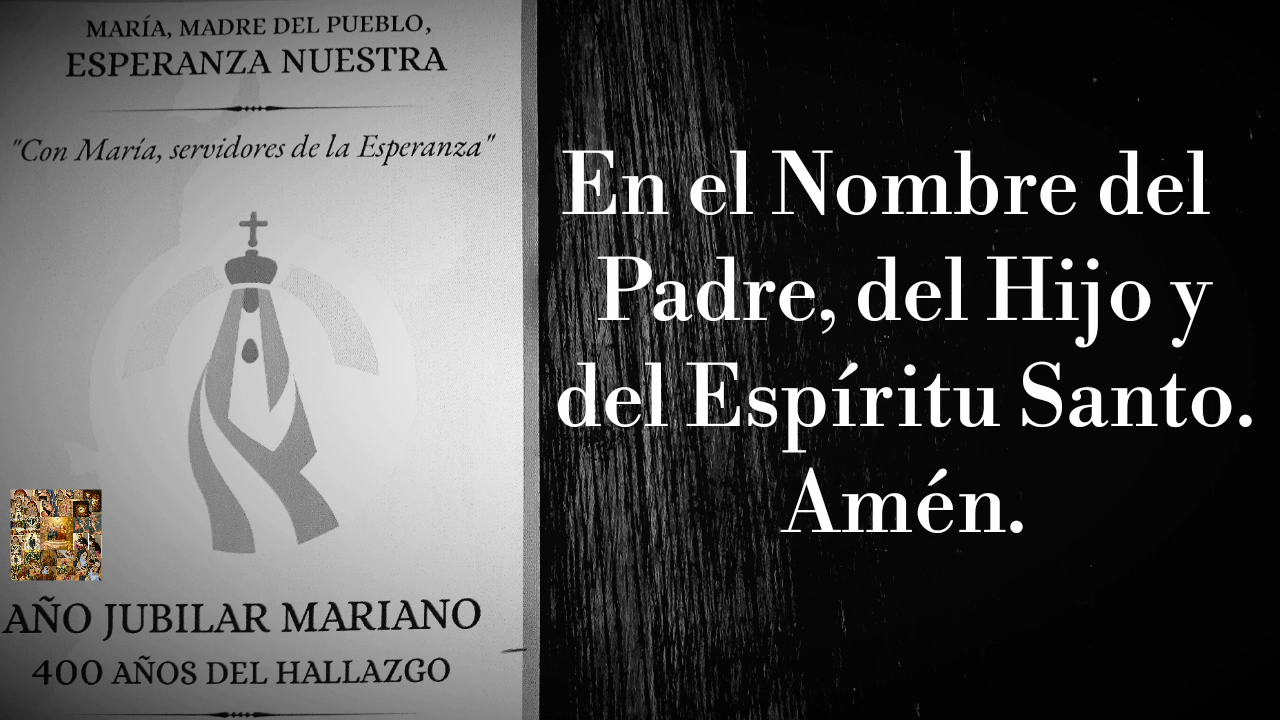 MARÍA, MADRE DEL PUEBLO,
ESPERANZA NUESTRA
"Con María, servidores de la Esperanza"
AÑO JUBILAR MARIANO
400 AÑOS DEL HALLAZGO
En el Nombre del
Padre, del Hijo y
del Espíritu Santo.
Amén.